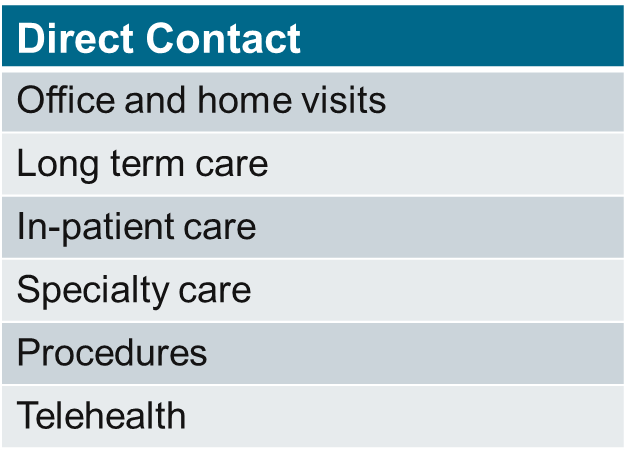 Direct Contact
Office and home visits
Long term care
In-patient care
Specialty care
Procedures
Telehealth